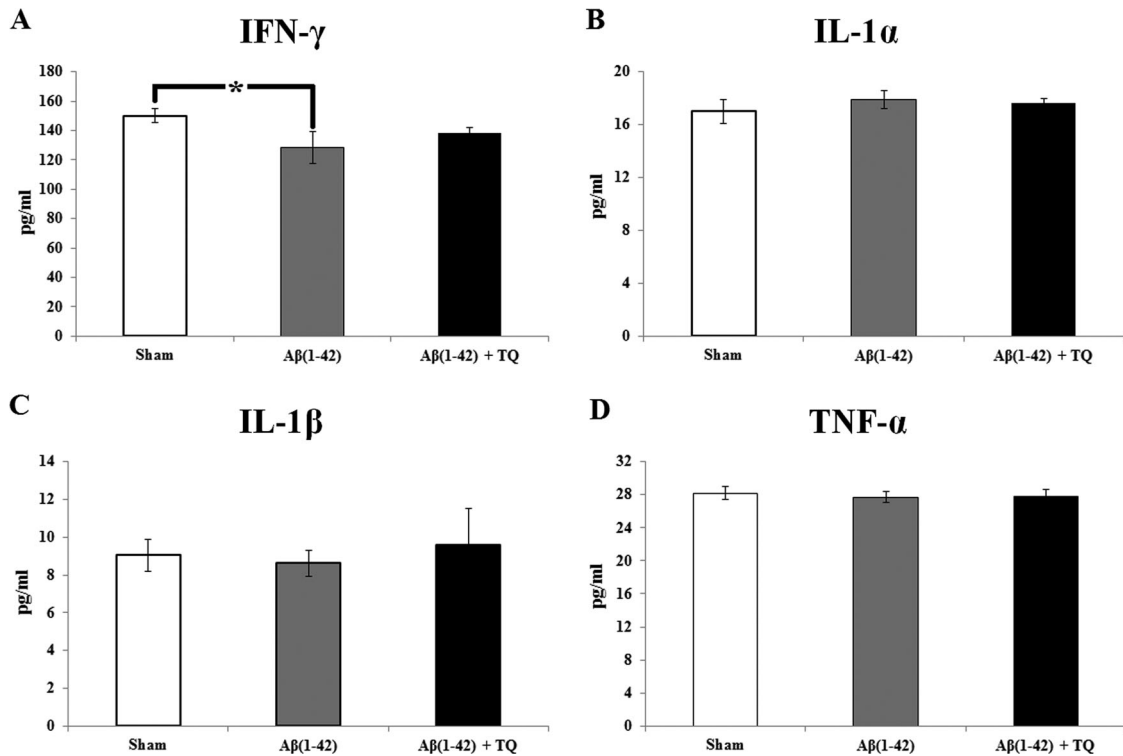 A
IFN-γ
pg/ml
180
160
140
120
100
80
60
40
20
0
*
Sham
Aβ(1-42)
Aβ(1-42) + TQ
B
IL-1α
pg/ml
20
16
12
8
4
0
Sham
Aβ(1-42)
Aβ(1-42) + TQ
C
IL-1β
pg/ml
14
12
10
8
6
4
2
0
Sham
Aβ(1-42)
Aβ(1-42) + TQ
D
TNF-α
pg/ml
32
28
24
20
16
12
8
4
0
Sham
Aβ(1-42)
Aβ(1-42) + TQ